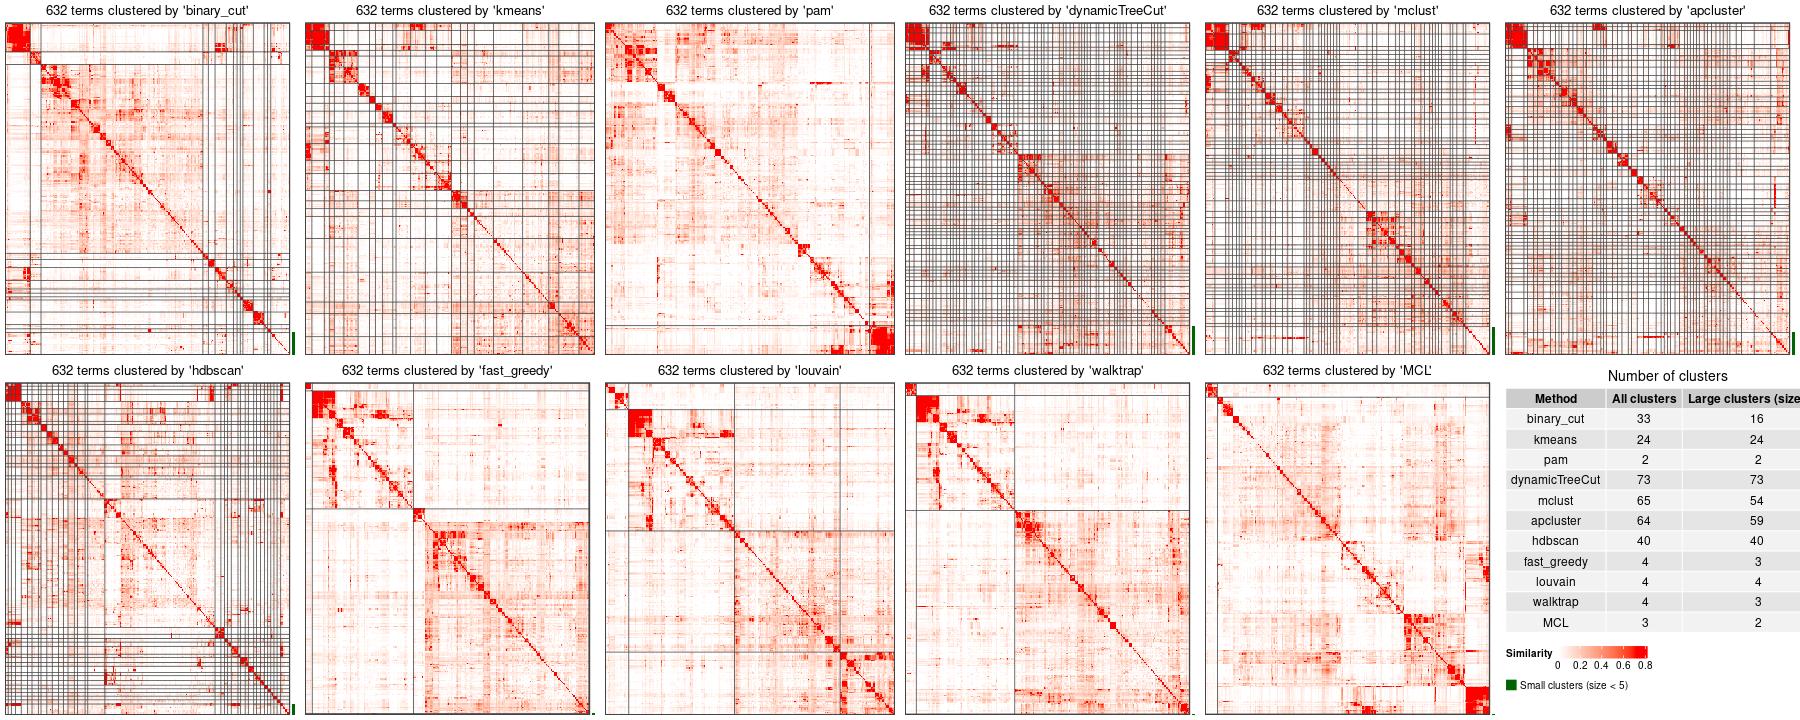 632 terms clustered by 'binary_cut'
632 terms clustered by 'kmeans'
632 terms clustered by 'pam'
632 terms clustered by 'dynamicTreeCut'
632 terms clustered by 'mclust'
632 terms clustered by 'apcluster'
632 terms clustered by 'hdbscan'
632 terms clustered by 'fast_greedy'
632 terms clustered by 'louvain'
632 terms clustered by 'walktrap'
632 terms clustered by 'MCL'
Number of clusters
Method All clusters Large clusters (size
binary_cut 33 16
kmeans 24 24
pam 2 2
dynamicTreeCut 73 73
mclust 65 54
apcluster 64 59
hdbscan 40 40
fast_greedy 4 3
louvain 4 4
walktrap 4 3
MCL 3 2
Similarity
0 0.2 0.4 0.6 0.8
Small clusters (size < 5)